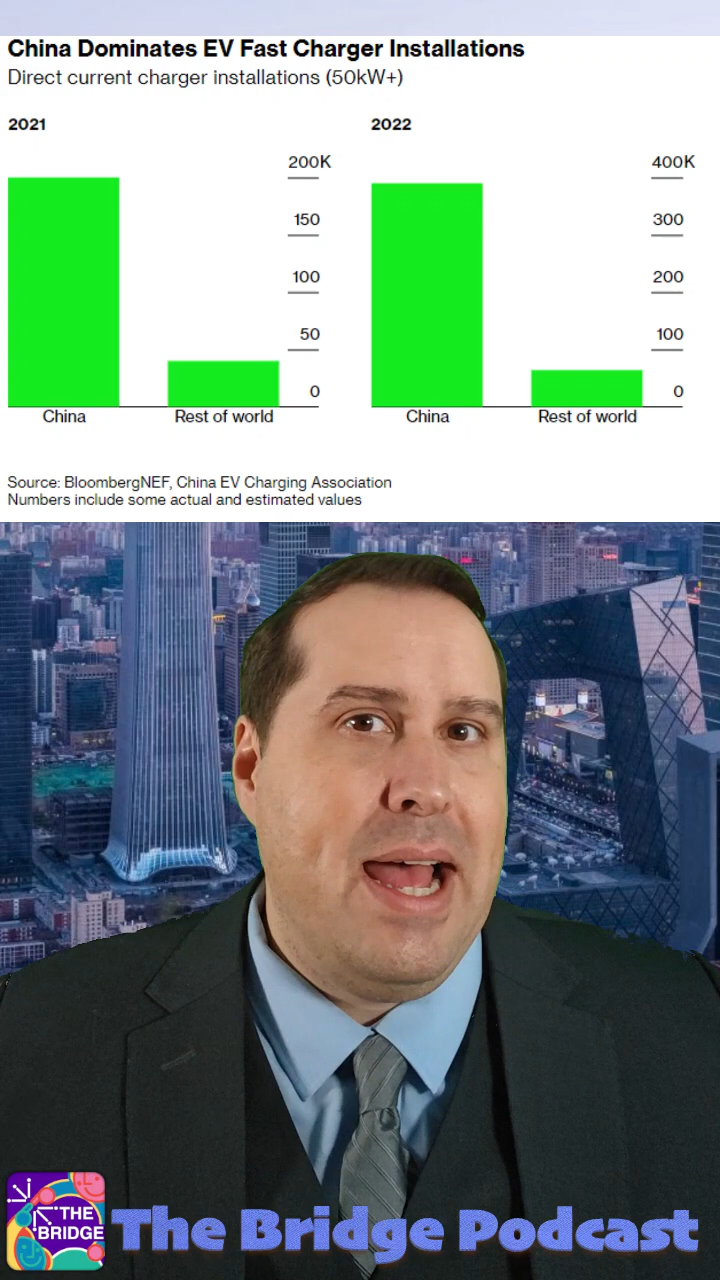 China Dominates EV Fast Charger Installations
Direct current charger installations (50kW+)
2021
200K
150
100
50
0
China
Rest of world
2022
400K
300
200
100
0
China
Rest of world
Source: BloombergNEF, China EV Charging Association
Numbers include some actual and estimated values
THE
BRIDGE
The Bridge Podcast